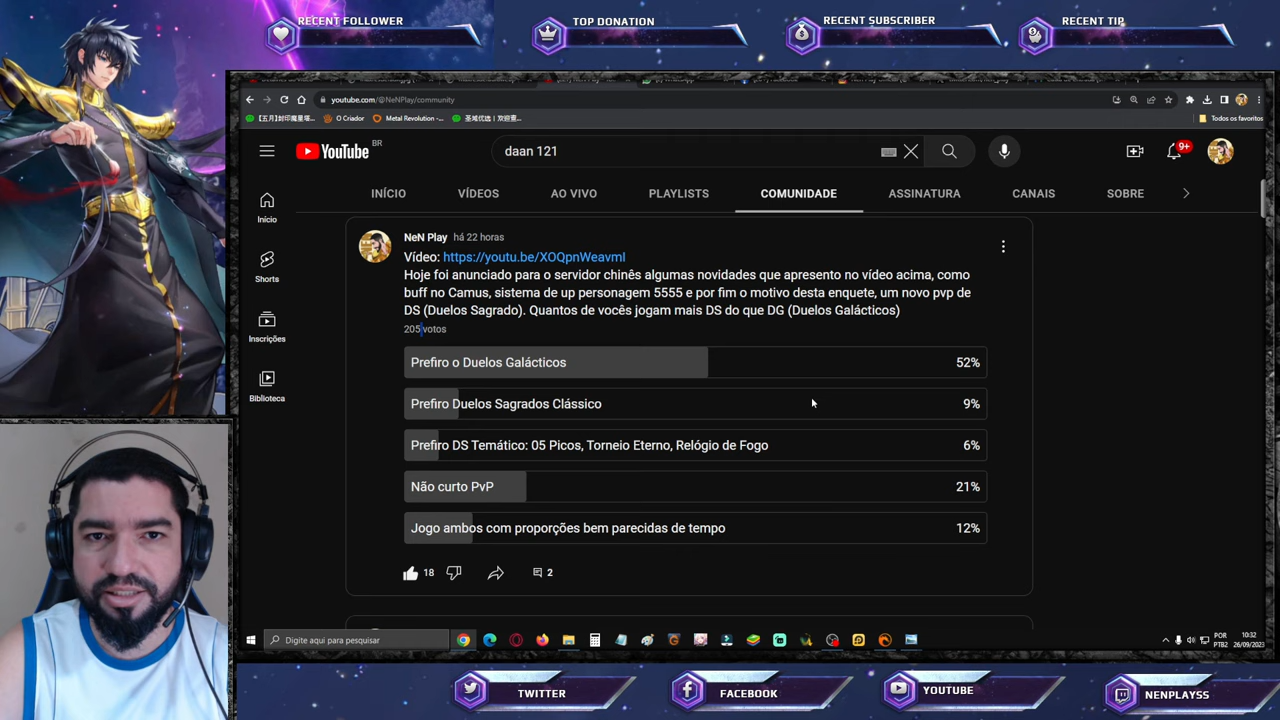 RECENT FOLLOWER
TOP DONATION
RECENT SUBSCRIBER
RECENT TIP
youtube.com/@NeNPlay/community
O Criador
Metal Revolution -...
Todos os favoritos
YouTube BR
daan 121
9+
INÍCIO
VÍDEOS
AO VIVO
PLAYLISTS
COMUNIDADE
ASSINATURA
CANAIS
SOBRE
Início
Shorts
Inscrições
Biblioteca
NeN Play há 22 horas
Vídeo: https://youtu.be/XOQpnWeavmI
Hoje foi anunciado para o servidor chinês algumas novidades que apresento no vídeo acima, como
buff no Camus, sistema de up personagem 5555 e por fim o motivo desta enquete, um novo pvp de
DS (Duelos Sagrado). Quantos de vocês jogam mais DS do que DG (Duelos Galácticos)
205 votos
Prefiro o Duelos Galácticos 52%
Prefiro Duelos Sagrados Clássico 9%
Prefiro DS Temático: 05 Picos, Torneio Eterno, Relógio de Fogo 6%
Não curto PvP 21%
Jogo ambos com proporções bem parecidas de tempo 12%
18
2
Digite aqui para pesquisar
POR
PTB2
10:32
26/09/2023
TWITTER
FACEBOOK
YOUTUBE
NENPLAYSS